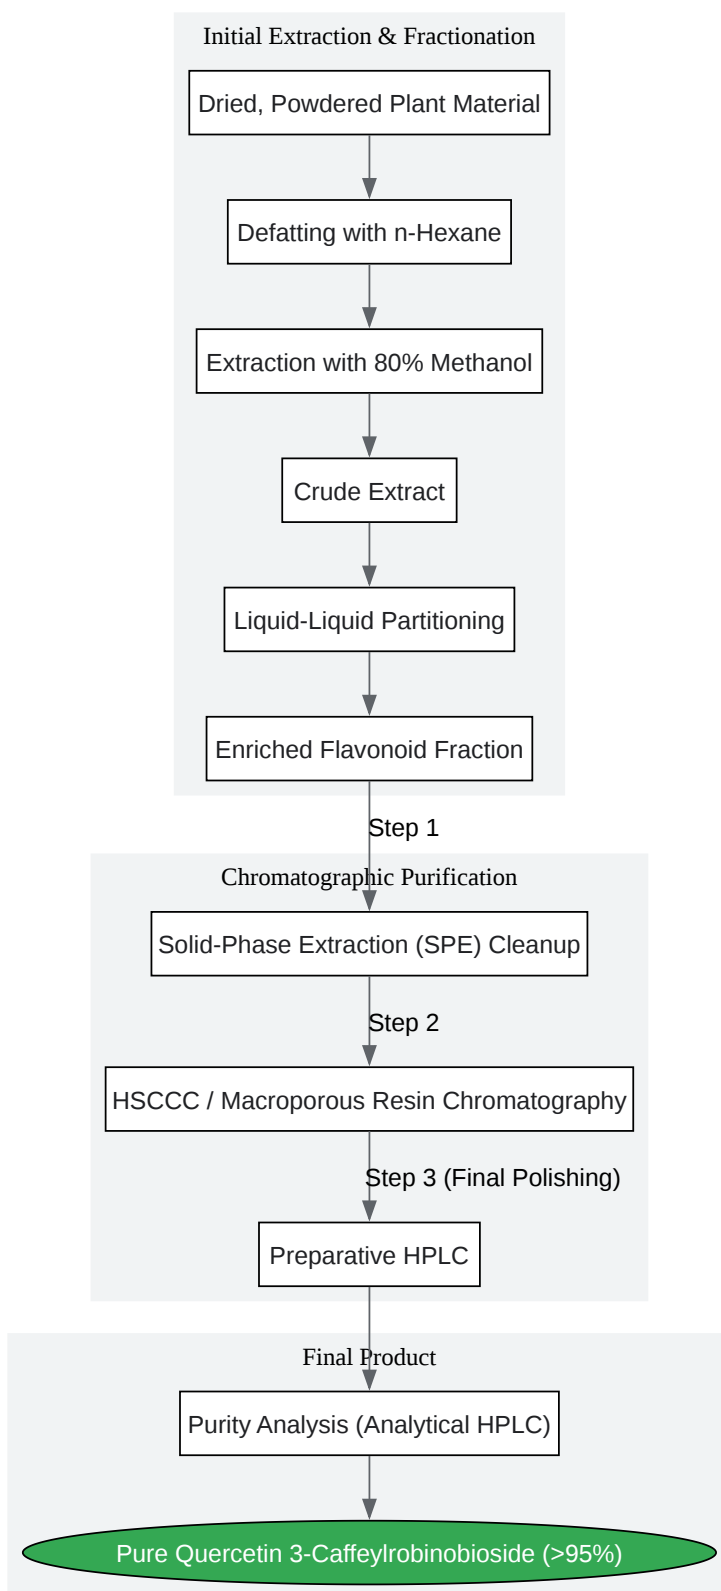 Initial Extraction & Fractionation
Dried, Powdered Plant Material
Defatting with n-Hexane
Extraction with 80% Methanol
Crude Extract
Liquid-Liquid Partitioning
Enriched Flavonoid Fraction
Step 1
Chromatographic Purification
Solid-Phase Extraction (SPE) Cleanup
Step 2
HSCCC / Macroporous Resin Chromatography
Step 3 (Final Polishing)
Preparative HPLC
Final Product
Purity Analysis (Analytical HPLC)
Pure Quercetin 3-Caffeylrobinobioside (>95%)